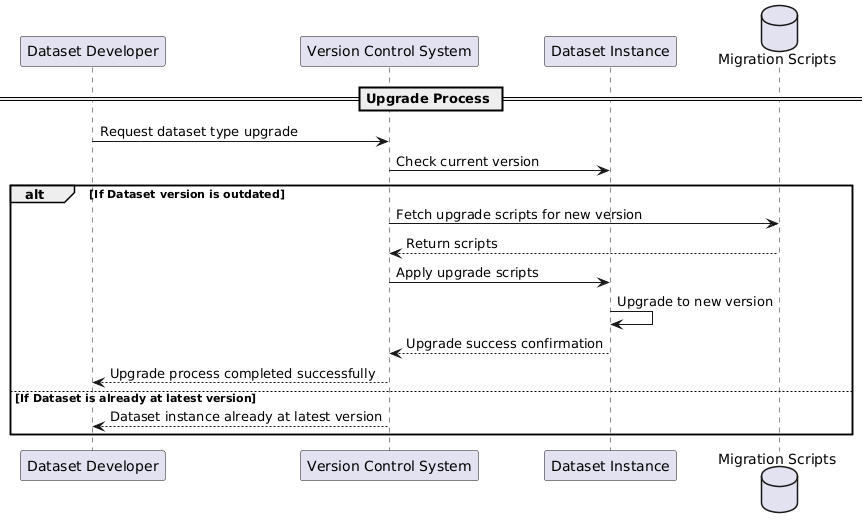 Dataset Developer
Version Control System
Dataset Instance
Migration Scripts
Upgrade Process
Request dataset type upgrade
Check current version
alt
[If Dataset version is outdated]
Fetch upgrade scripts for new version
Return scripts
Apply upgrade scripts
Upgrade to new version
Upgrade success confirmation
Upgrade process completed successfully
[If Dataset is already at latest version]
Dataset instance already at latest version
Dataset Developer
Version Control System
Dataset Instance
Migration Scripts